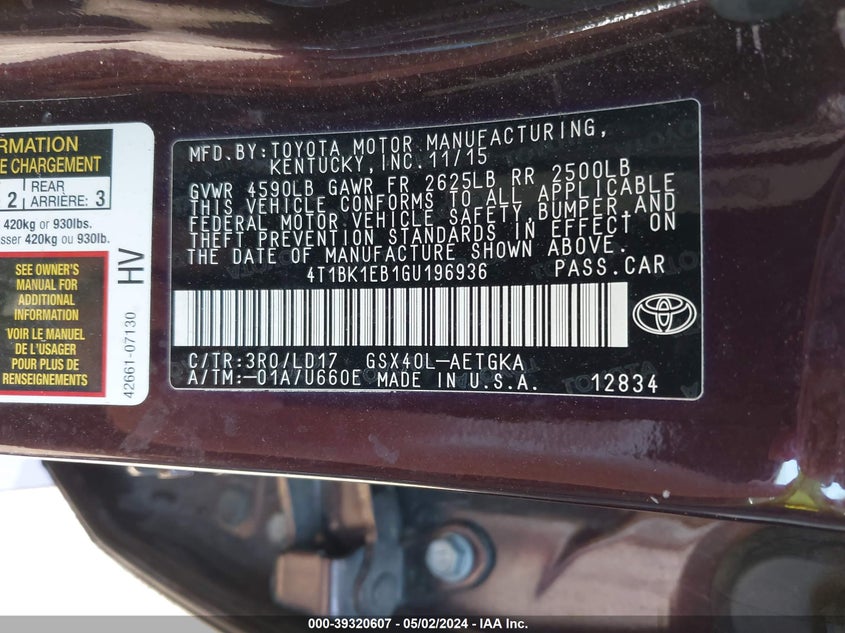 RMATION
E CHARGEMENT
2 REAR ARRIÈRE: 3
420kg or 930lbs.
sser 420kg ou 930lb.
SEE OWNER'S
MANUAL FOR
ADDITIONAL
INFORMATION
VOIR LE MANUEL
DE L'USAGER
POUR PLUS DE
RENSEIGNEMENTS
HV
42661-07130
MFD.BY:TOYOTA MOTOR MANUFACTURING,
KENTUCKY,INC.11/15
GVWR 4590LB GAWR FR 2625LB RR 2500LB
THIS VEHICLE CONFORMS TO ALL APPLICABLE
FEDERAL MOTOR VEHICLE SAFETY,BUMPER,AND
THEFT PREVENTION STANDARDS IN EFFECT ON
THE DATE OF MANUFACTURE SHOWN ABOVE.
4T1BK1EB1GU196936 PASS.CAR
C/TR:3R0/LD17 GSX40L-AETGKA
A/TM:-01A/U660E MADE IN U.S.A. 12834
000-39320607 - 05/02/2024 - IAA Inc.